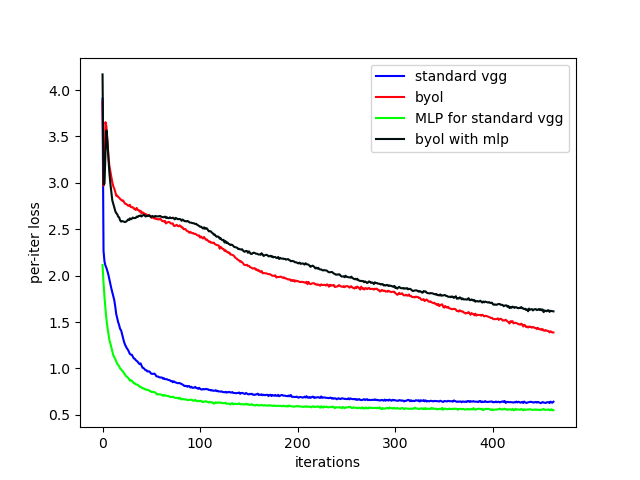 standard vgg
byol
MLP for standard vgg
byol with mlp
4.0
3.5
3.0
2.5
2.0
1.5
1.0
0.5
per-iter loss
0 100 200 300 400
iterations